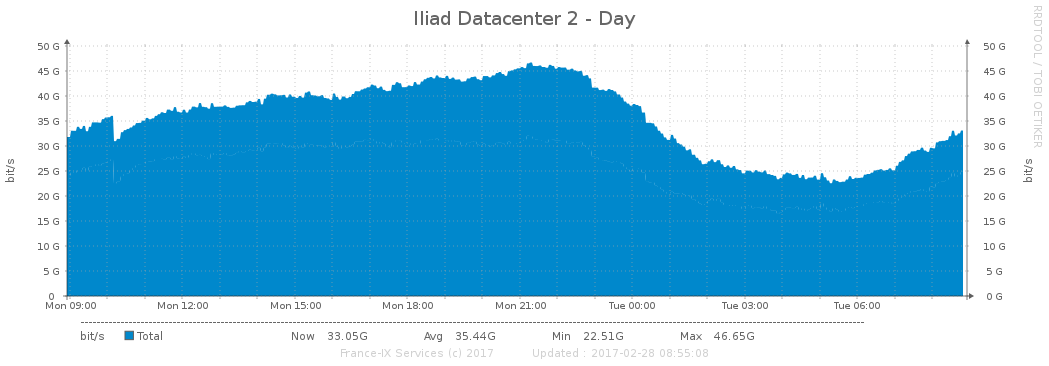 Iliad Datacenter 2 - Day
RRDTOOL / TOBI OETIKER
bit/s
50 G 50 G
45 G 45 G
40 G 40 G
35 G 35 G
30 G 30 G
25 G 25 G
20 G 20 G
15 G 15 G
10 G 10 G
5 G 5 G
0 0 G
bit/s
Mon 09:00 Mon 12:00 Mon 15:00 Mon 18:00 Mon 21:00 Tue 00:00 Tue 03:00 Tue 06:00
bit/s Total Now 33.05G Avg 35.44G Min 22.51G Max 46.65G
France-IX Services (c) 2017 Updated : 2017-02-28 08:55:08